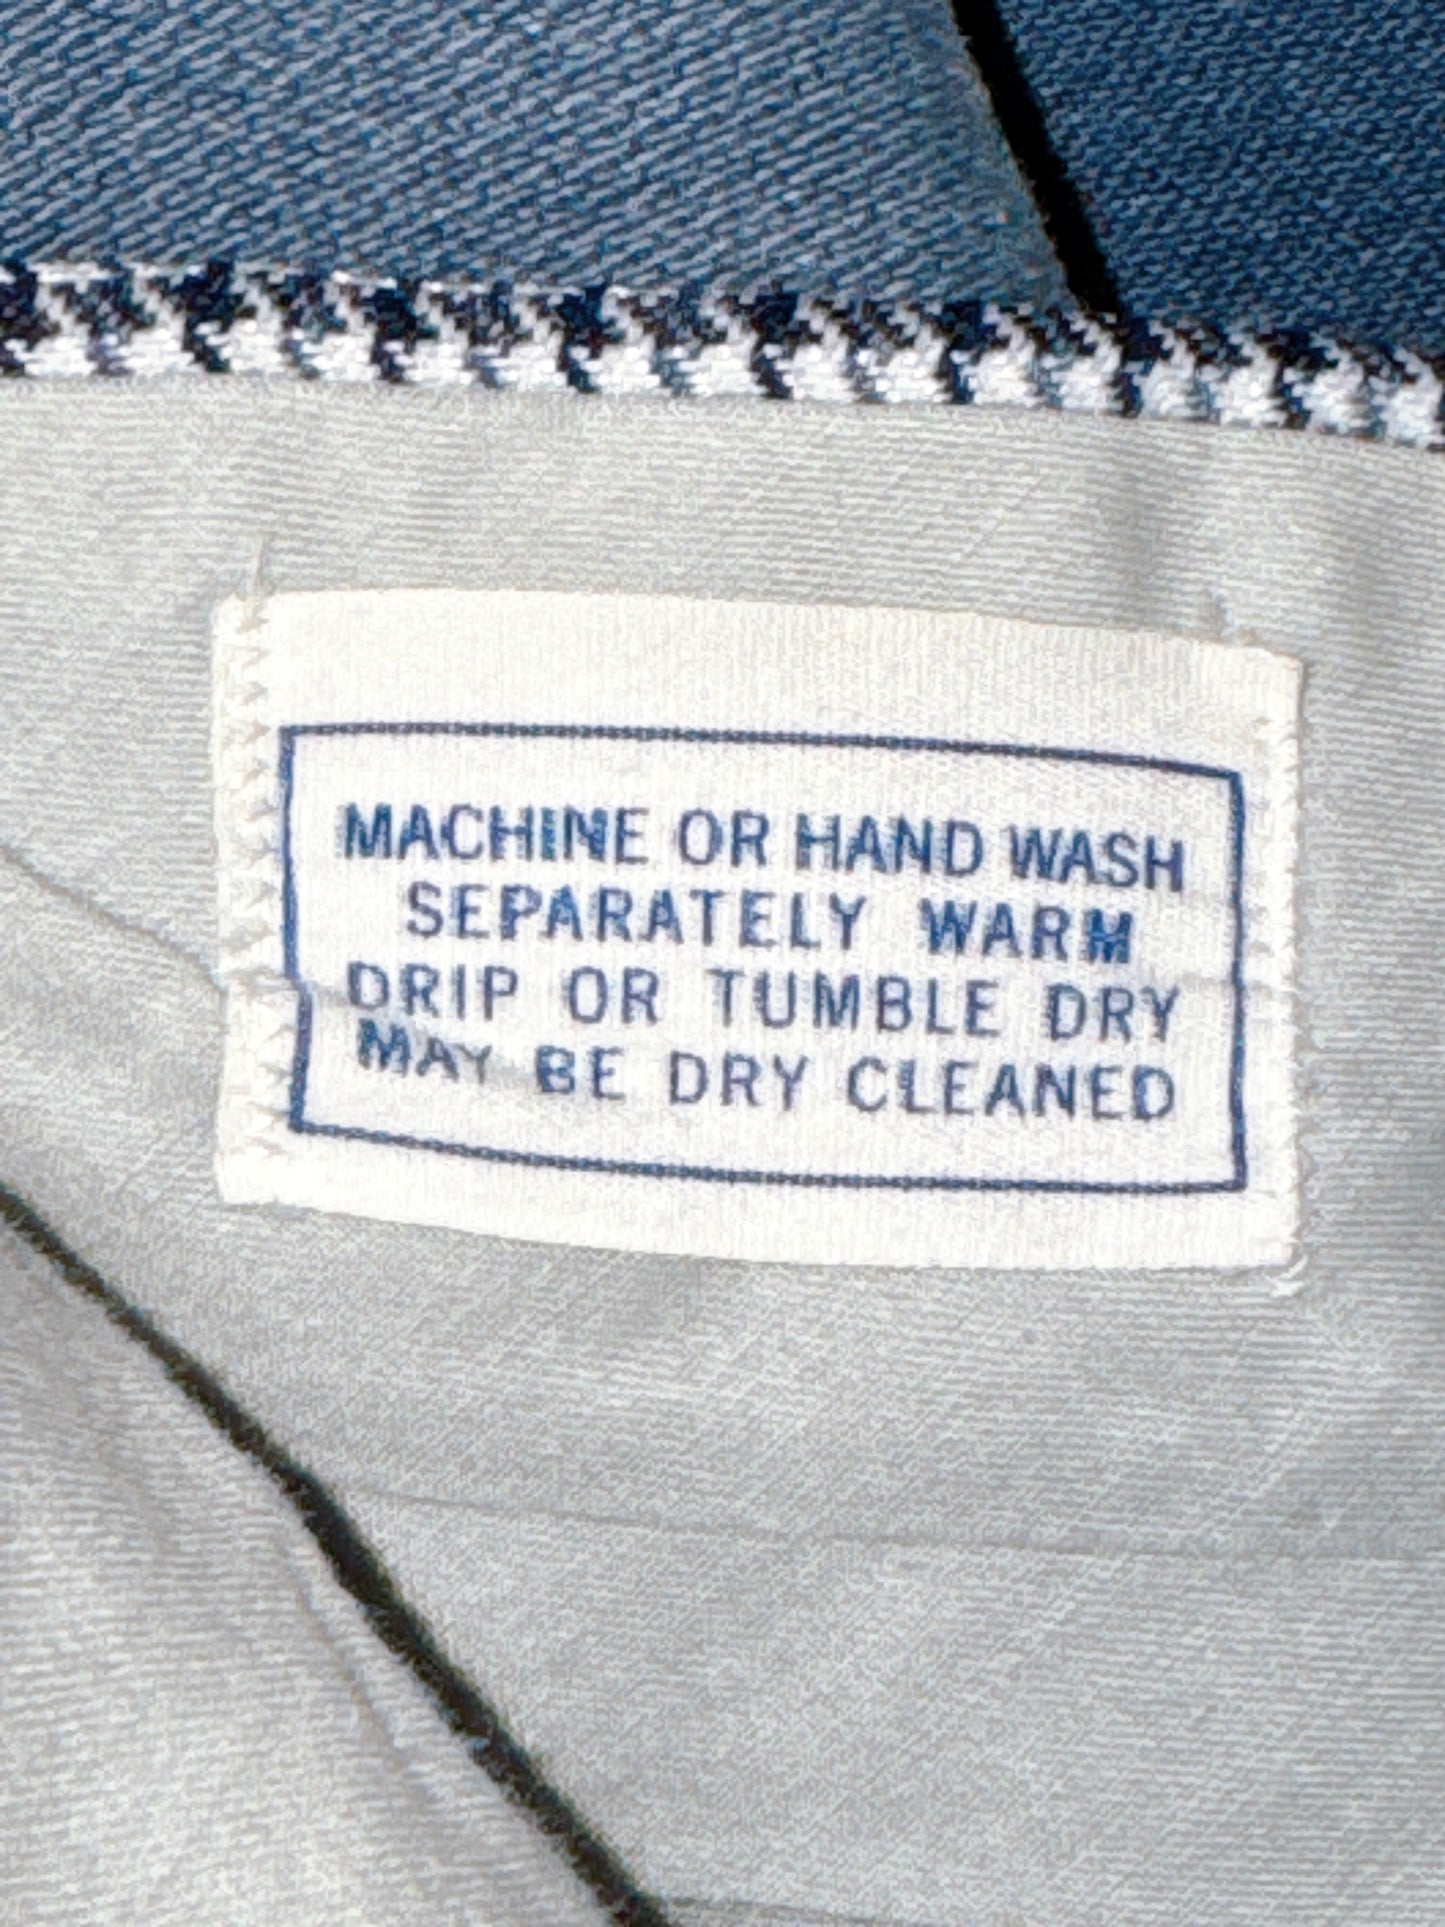 MACHINE OR HAND WASH
SEPARATELY WARM
DRIP OR TUMBLE DRY
MAY BE DRY CLEANED